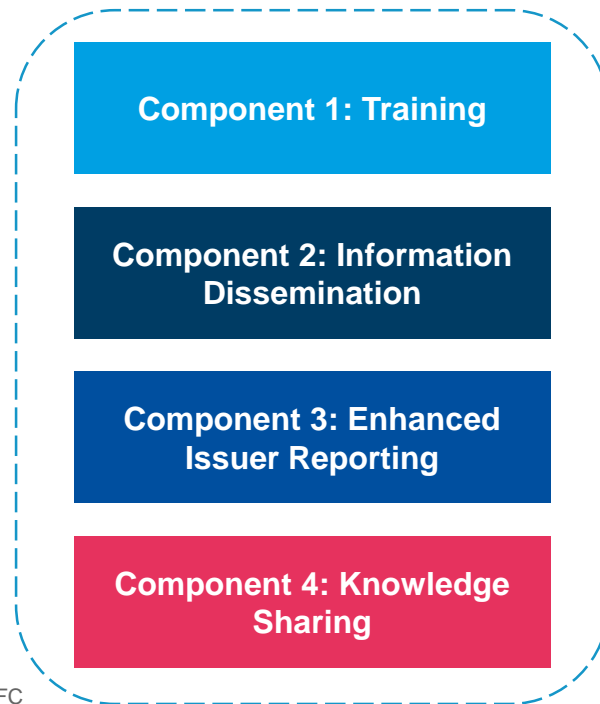 Component 1: Training
Component 2: Information
Dissemination
Component 3: Enhanced
Issuer Reporting
Component 4: Knowledge
Sharing
FC